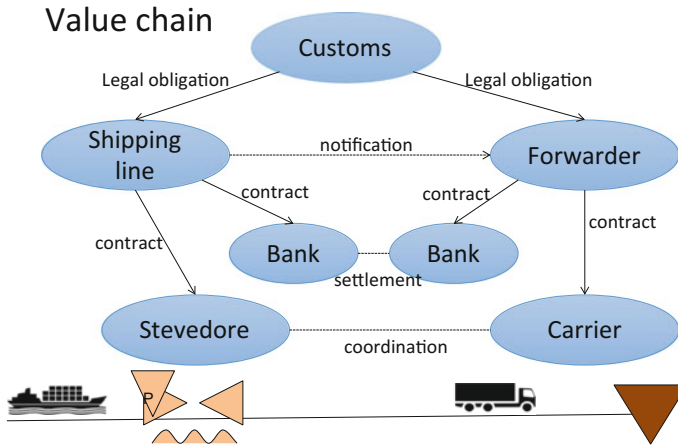 Value chain
Customs
Legal obligation
Legal obligation
Shipping
line
notification
Forwarder
contract
contract
contract
contract
Bank
Bank
settlement
Stevedore
coordination
Carrier
P